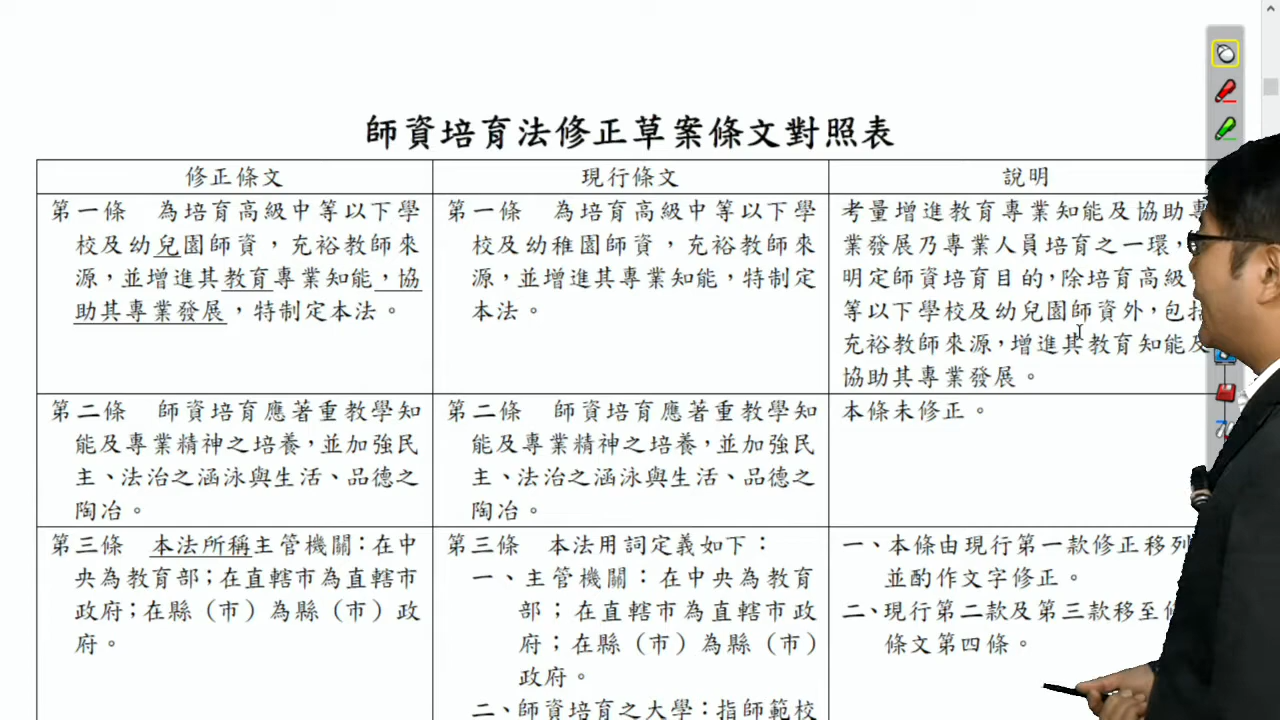 師資培育法修正草案條文對照表
修正條文
現行條文
說明
第一條　為培育高級中等以下學
校及幼兒園師資，充裕教師來
源，並增進其教育專業知能，協
助其專業發展，特制定本法。
第一條　為培育高級中等以下學
校及幼稚園師資，充裕教師來
源，並增進其專業知能，特制定
本法。
考量增進教育專業知能及協助
業發展乃專業人員培育之一環，
明定師資培育目的，除培育高級
等以下學校及幼兒園師資外，包
充裕教師來源，增進其教育知能
協助其專業發展。
第二條　師資培育應著重教學知
能及專業精神之培養，並加強民
主、法治之涵泳與生活、品德之
陶冶。
第二條　師資培育應著重教學知
能及專業精神之培養，並加強民
主、法治之涵泳與生活、品德之
陶冶。
本條未修正。
第三條　本法所稱主管機關：在中
央為教育部；在直轄市為直轄市
政府；在縣（市）為縣（市）政
府。
第三條　本法用詞定義如下：
一、主管機關：在中央為教育
部；在直轄市為直轄市政
府；在縣（市）為縣（市）
政府。
二、師資培育之大學：指師範校
一、本條由現行第一款修正移列
並酌作文字修正。
二、現行第二款及第三款移至
條文第四條。